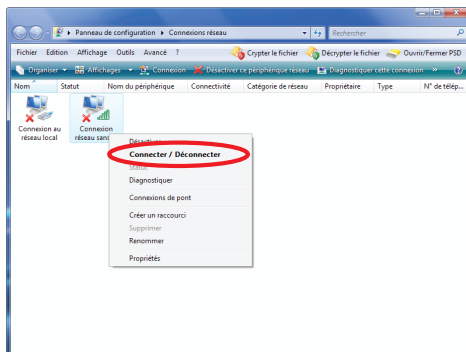 Panneau de configuration ▸ Connexions réseau
Rechercher
Fichier Edition Affichage Outils Avancé ? Crypter le fichier Décrypter le fichier Ouvrir/Fermer PSD
Organiser Affichages Connexion Désactiver ce périphérique réseau Diagnostiquer cette connexion »
Nom Statut Nom du périphérique Connectivité Catégorie de réseau Propriétaire Type N° de télép...
Connexion au
réseau local
Connexion
réseau sans
Désactiver
Connecter / Déconnecter
Statut
Diagnostiquer
Connexions de pont
Créer un raccourci
Supprimer
Renommer
Propriétés